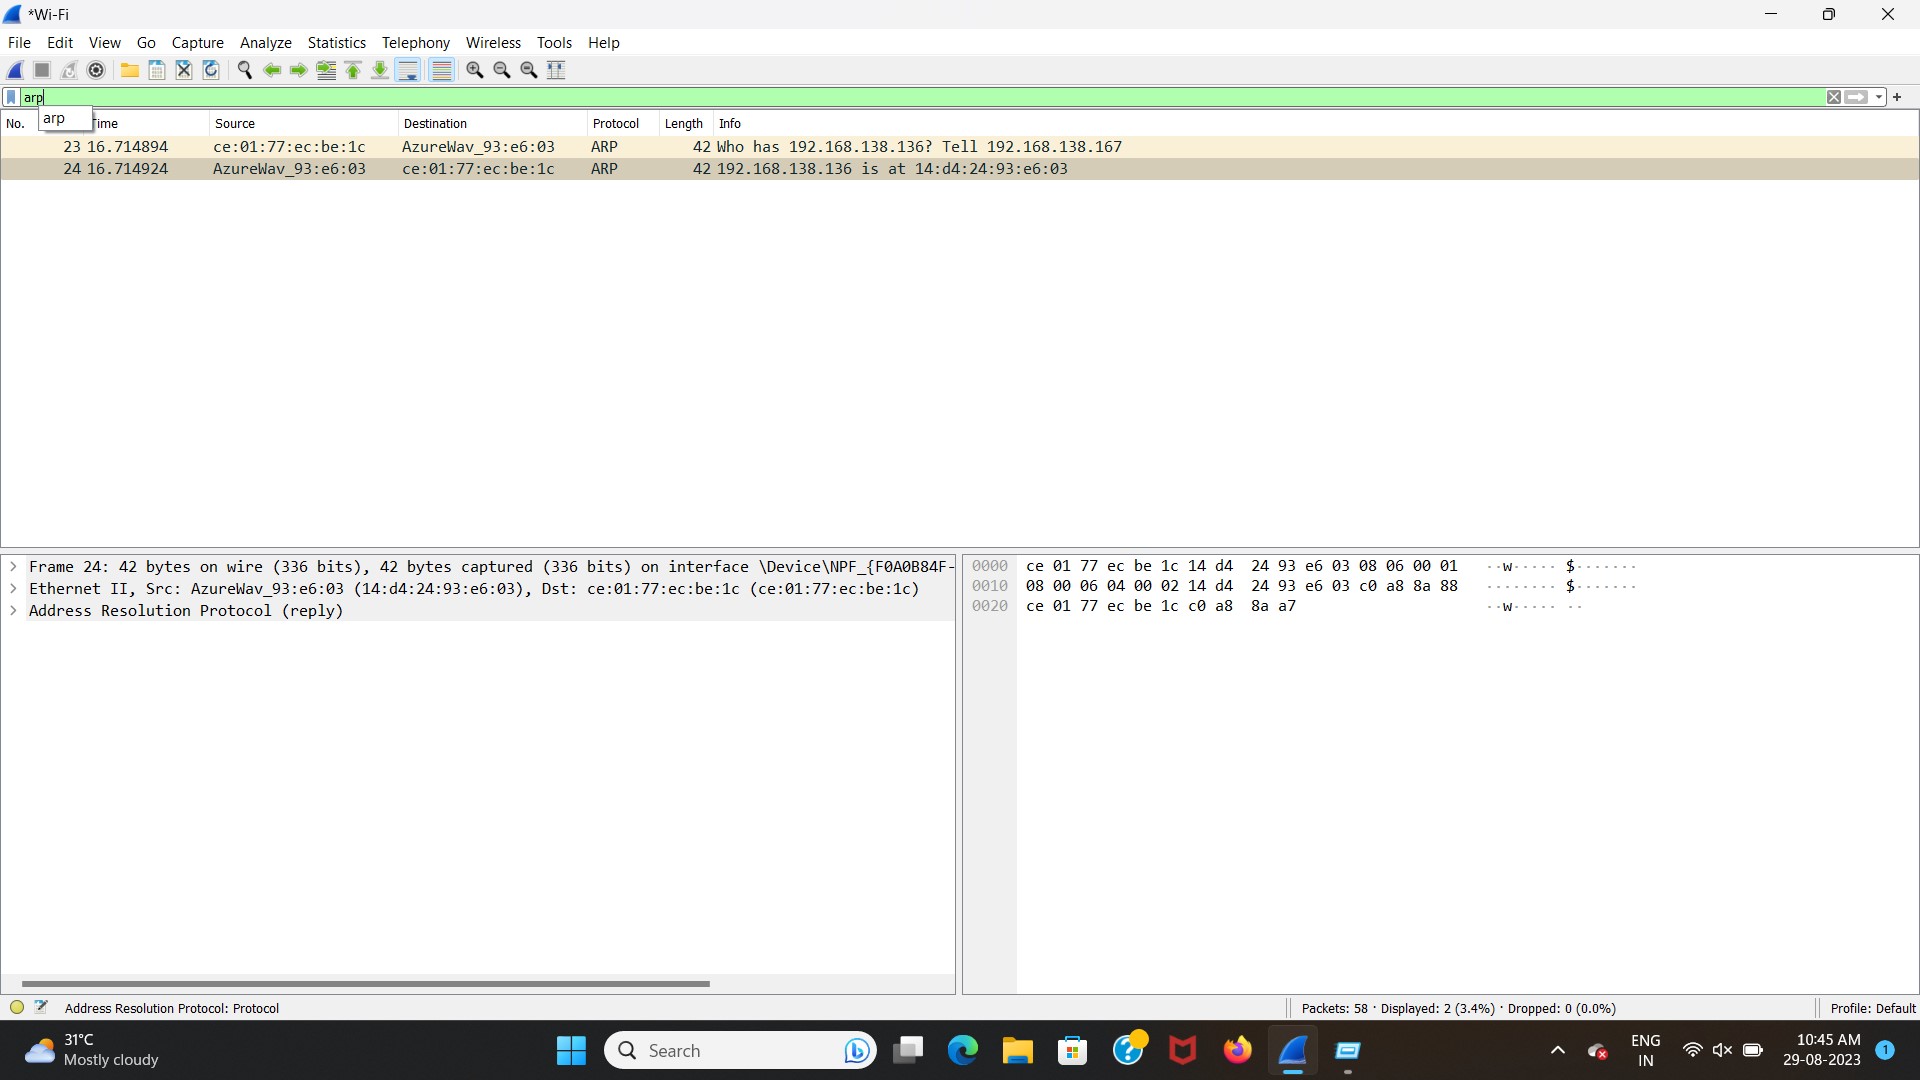 *Wi-Fi
File Edit View Go Capture Analyze Statistics Telephony Wireless Tools Help
arp
arp
No. Time Source Destination Protocol Length Info
23 16.714894 ce:01:77:ec:be:1c AzureWav_93:e6:03 ARP 42 Who has 192.168.138.136? Tell 192.168.138.167
24 16.714924 AzureWav_93:e6:03 ce:01:77:ec:be:1c ARP 42 192.168.138.136 is at 14:d4:24:93:e6:03
Frame 24: 42 bytes on wire (336 bits), 42 bytes captured (336 bits) on interface \Device\NPF_{F0A0B84F-
Ethernet II, Src: AzureWav_93:e6:03 (14:d4:24:93:e6:03), Dst: ce:01:77:ec:be:1c (ce:01:77:ec:be:1c)
Address Resolution Protocol (reply)
0000 ce 01 77 ec be 1c 14 d4 24 93 e6 03 08 06 00 01 ··w····· $·······
0010 08 00 06 04 00 02 14 d4 24 93 e6 03 c0 a8 8a 88 ········ $·······
0020 ce 01 77 ec be 1c c0 a8 8a a7 ··w····· ··
Address Resolution Protocol: Protocol
Packets: 58 · Displayed: 2 (3.4%) · Dropped: 0 (0.0%)
Profile: Default
31°C
Mostly cloudy
Search
ENG
IN
10:45 AM
29-08-2023
1